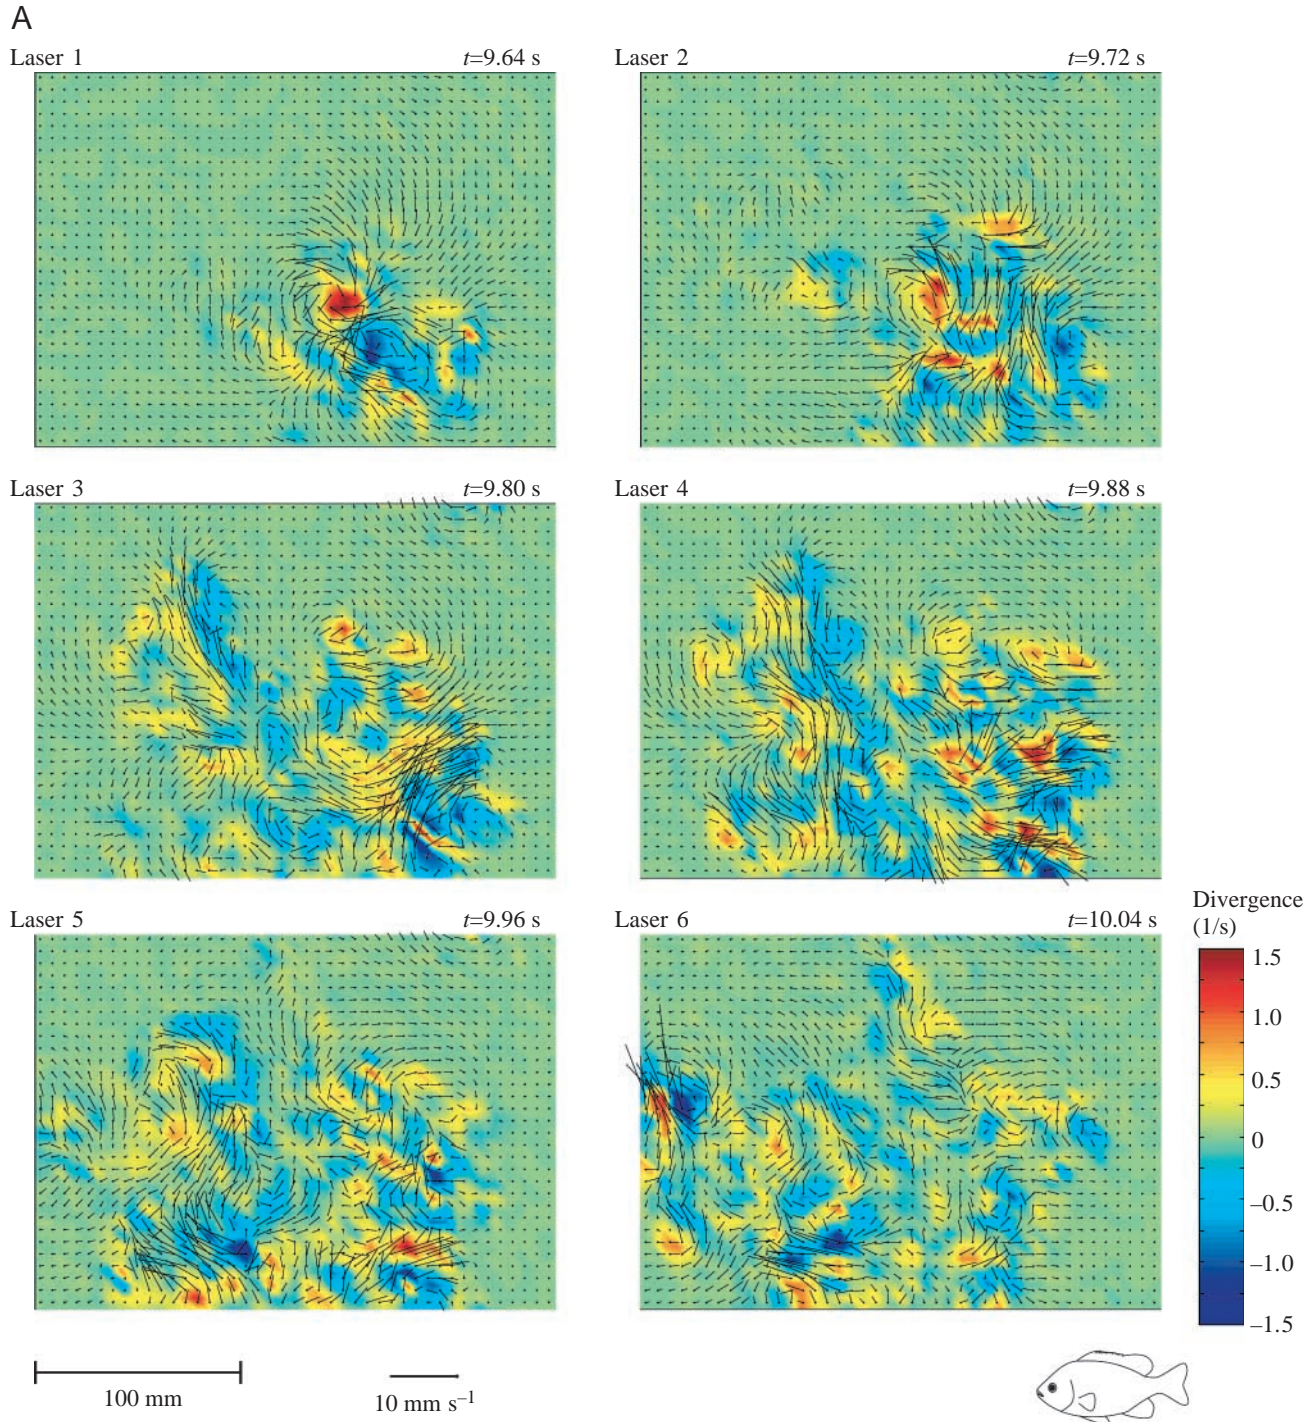 A
Laser 1 t=9.64 s
Laser 2 t=9.72 s
Laser 3 t=9.80 s
Laser 4 t=9.88 s
Laser 5 t=9.96 s
Laser 6 t=10.04 s
Divergence
(1/s)
1.5
1.0
0.5
0
–0.5
–1.0
–1.5
100 mm
10 mm s⁻¹